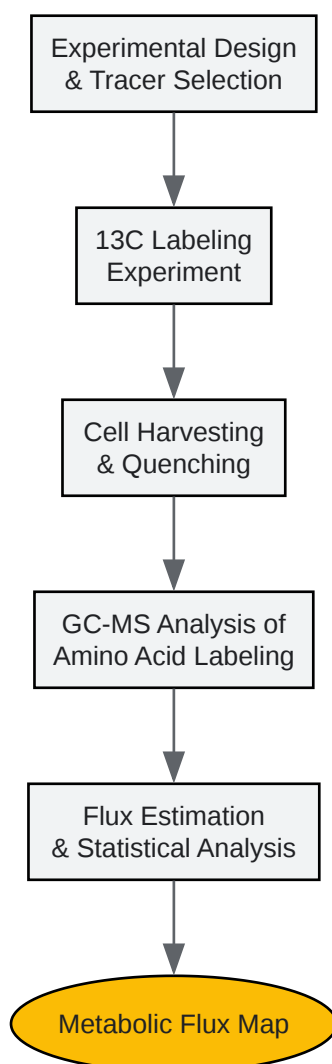 Experimental Design
& Tracer Selection
13C Labeling
Experiment
Cell Harvesting
& Quenching
GC-MS Analysis of
Amino Acid Labeling
Flux Estimation
& Statistical Analysis
Metabolic Flux Map